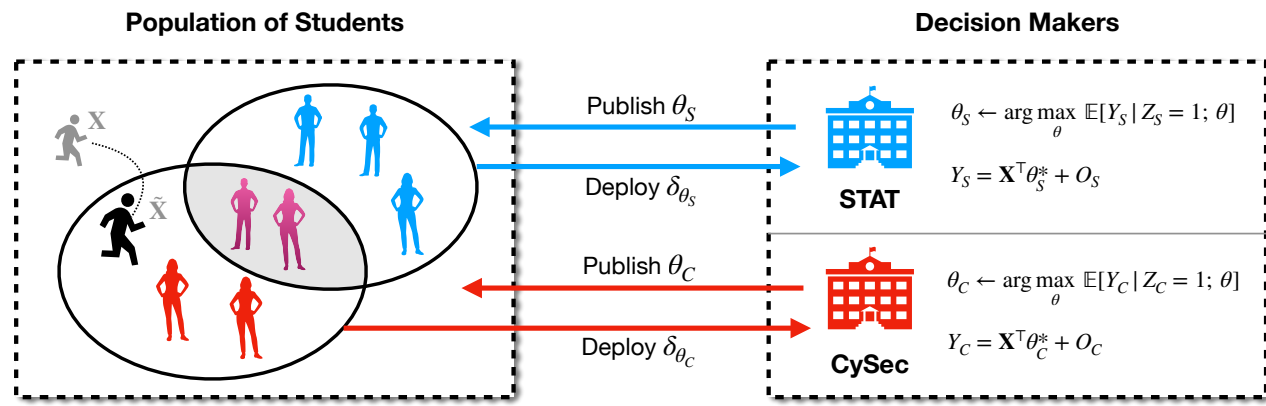 Population of Students
Decision Makers
X
X̃
Publish θ_S
Deploy δ_{θ_S}
STAT
θ_S ← arg max_θ 𝔼[Y_S | Z_S = 1; θ]
Y_S = X^⊤θ_S^* + O_S
Publish θ_C
Deploy δ_{θ_C}
CySec
θ_C ← arg max_θ 𝔼[Y_C | Z_C = 1; θ]
Y_C = X^⊤θ_C^* + O_C